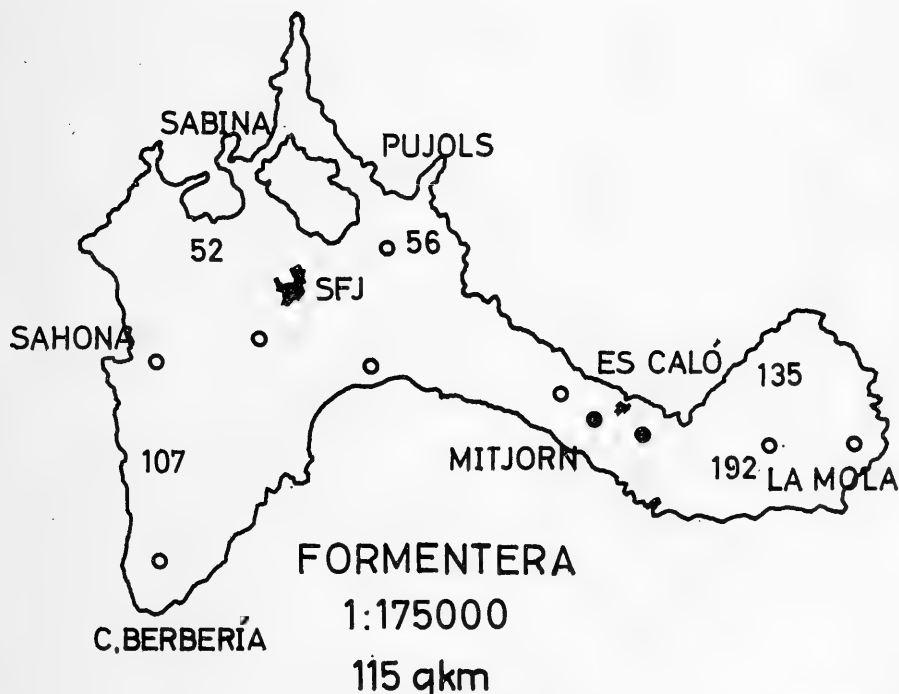 SABINA
PUJOLS
52
56
SFJ
SAHONA
ES CALÓ
135
107
MITJORN
192
LA MOLA
FORMENTERA
C.BERBERÍA
1:175000
115 qkm